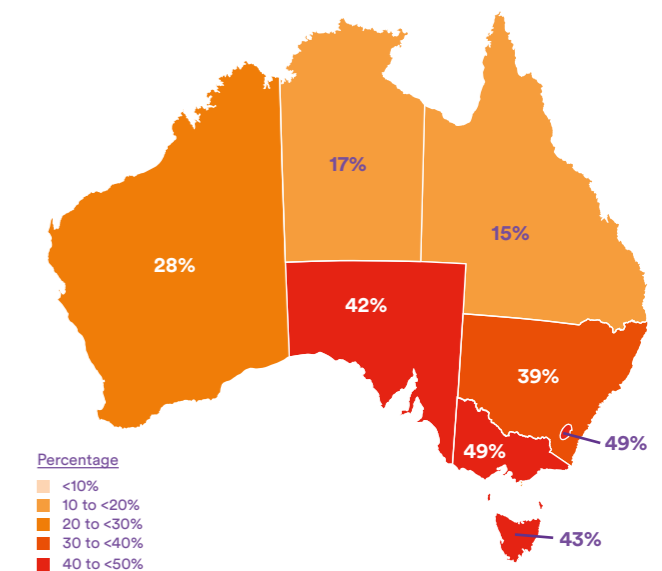 17%
15%
28%
42%
39%
49%
49%
43%
Percentage
<10%
10 to <20%
20 to <30%
30 to <40%
40 to <50%